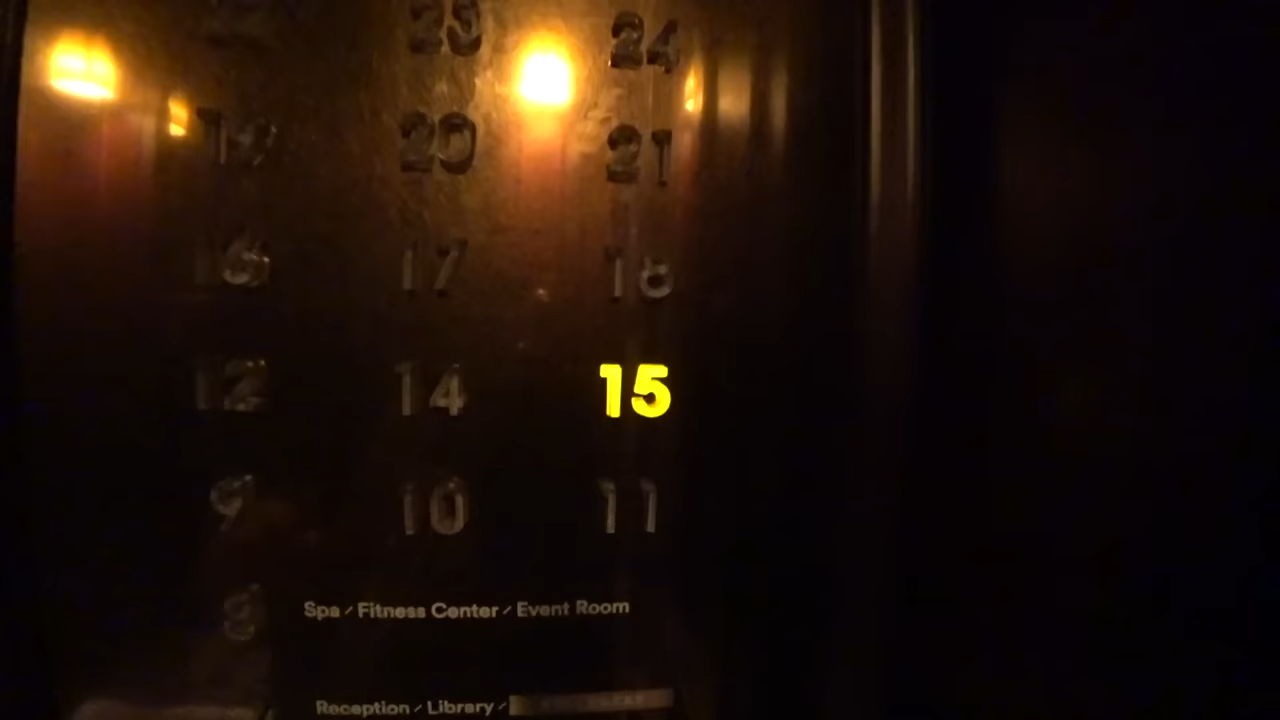 23 24
19 20 21
16 17 18
12 14 15
9 10 11
8 Spa / Fitness Center / Event Room
Reception / Library /